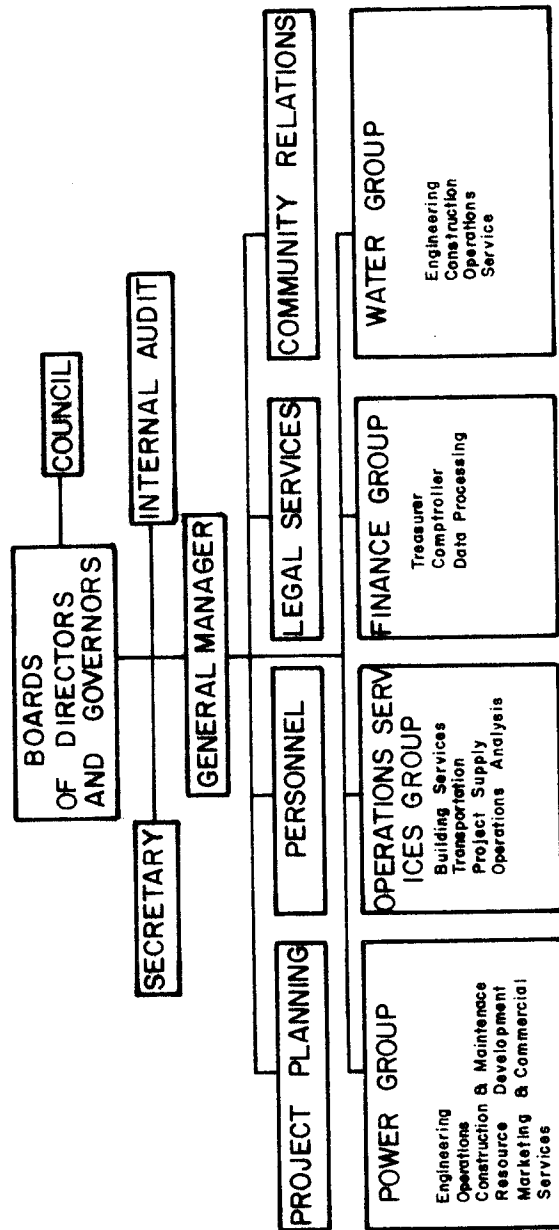 BOARDS
OF DIRECTORS
AND GOVERNORS
COUNCIL
SECRETARY
INTERNAL AUDIT
GENERAL MANAGER
PROJECT PLANNING
PERSONNEL
LEGAL SERVICES
COMMUNITY RELATIONS
POWER GROUP
Engineering
Operations
Construction & Maintenace
Resource Development
Marketing & Commercial
Services
OPERATIONS SERV
ICES GROUP
Building Services
Transportation
Project Supply
Operations Analysis
FINANCE GROUP
Treasurer
Comptroller
Data Processing
WATER GROUP
Engineering
Construction
Operations
Service